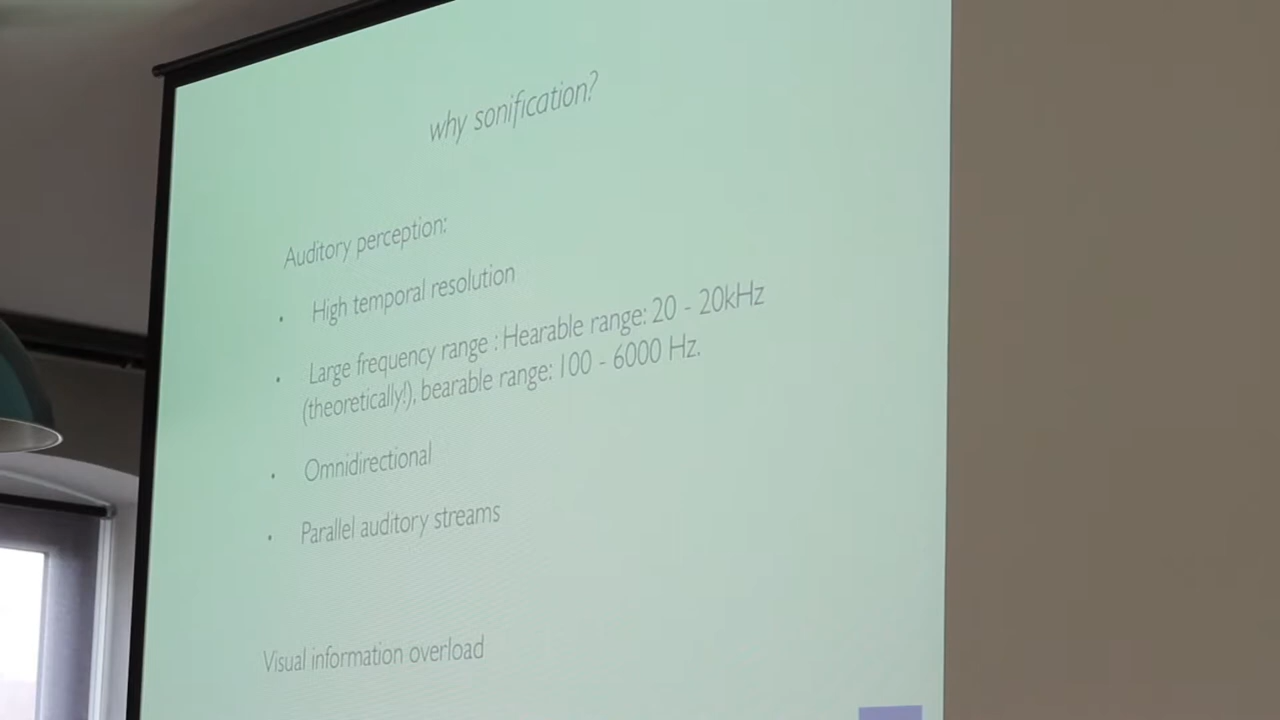 why sonification?
Auditory perception:
• High temporal resolution
• Large frequency range : Hearable range: 20 - 20kHz
(theoretically!), bearable range: 100 - 6000 Hz.
• Omnidirectional
• Parallel auditory streams
Visual information overload